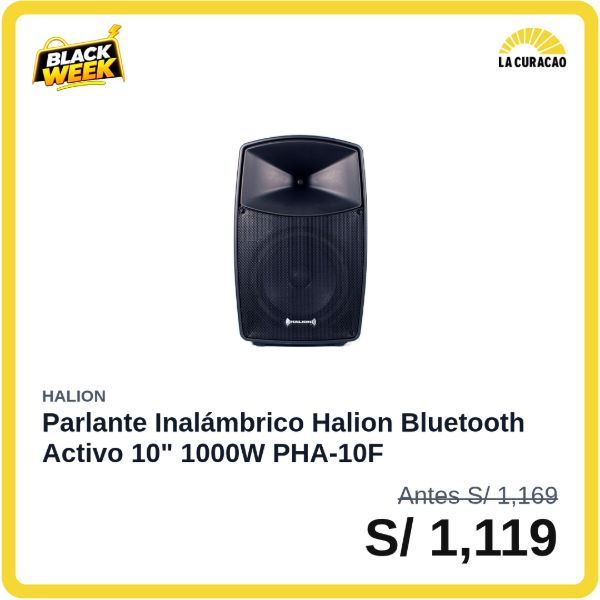 BLACK
WEEK
LA CURACAO
HALION
HALION
Parlante Inalámbrico Halion Bluetooth
Activo 10" 1000W PHA-10F
Antes S/ 1,169
S/ 1,119